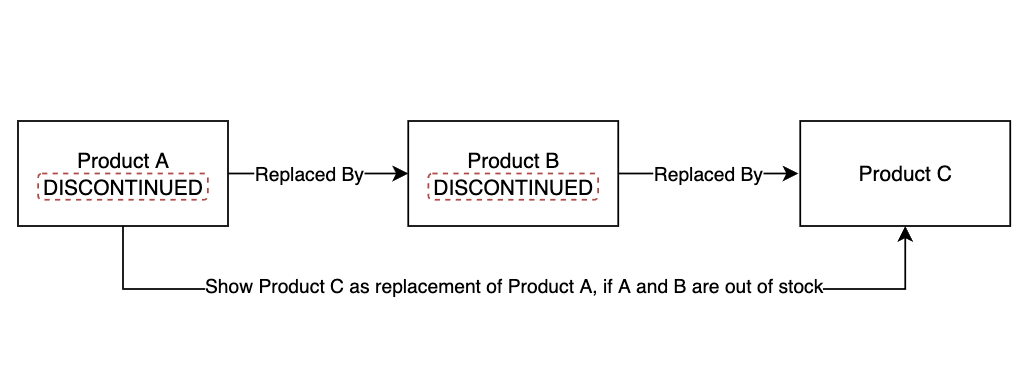 Product A
DISCONTINUED
Replaced By
Product B
DISCONTINUED
Replaced By
Product C
Show Product C as replacement of Product A, if A and B are out of stock